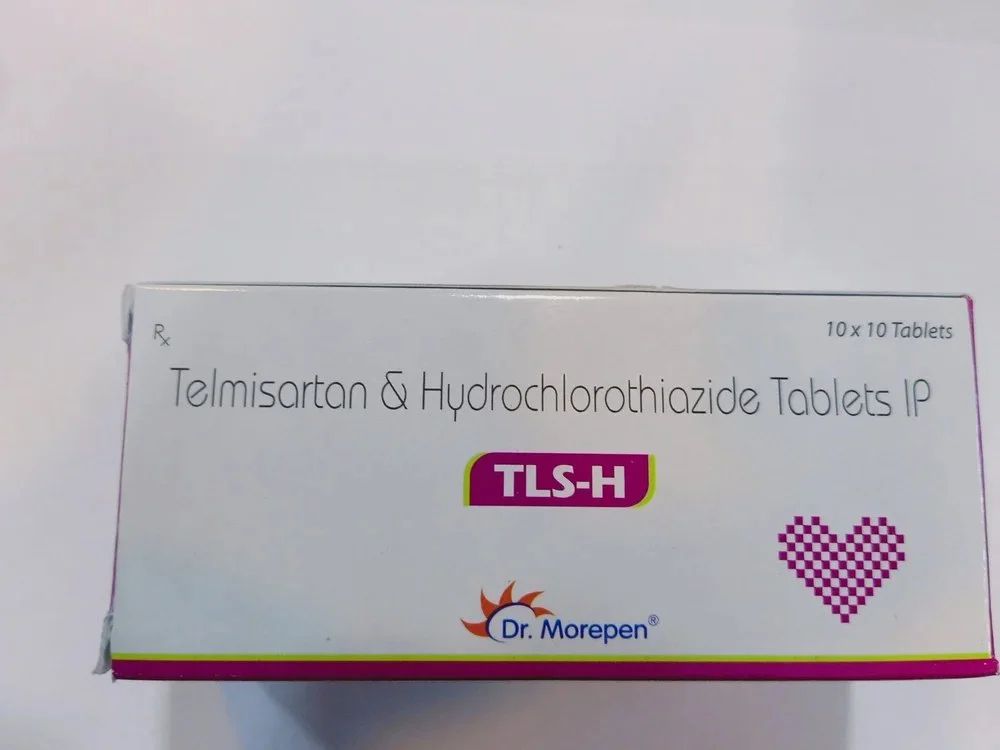 Rx
10 x 10 Tablets
Telmisartan & Hydrochlorothiazide Tablets IP
TLS-H
Dr. Morepen®